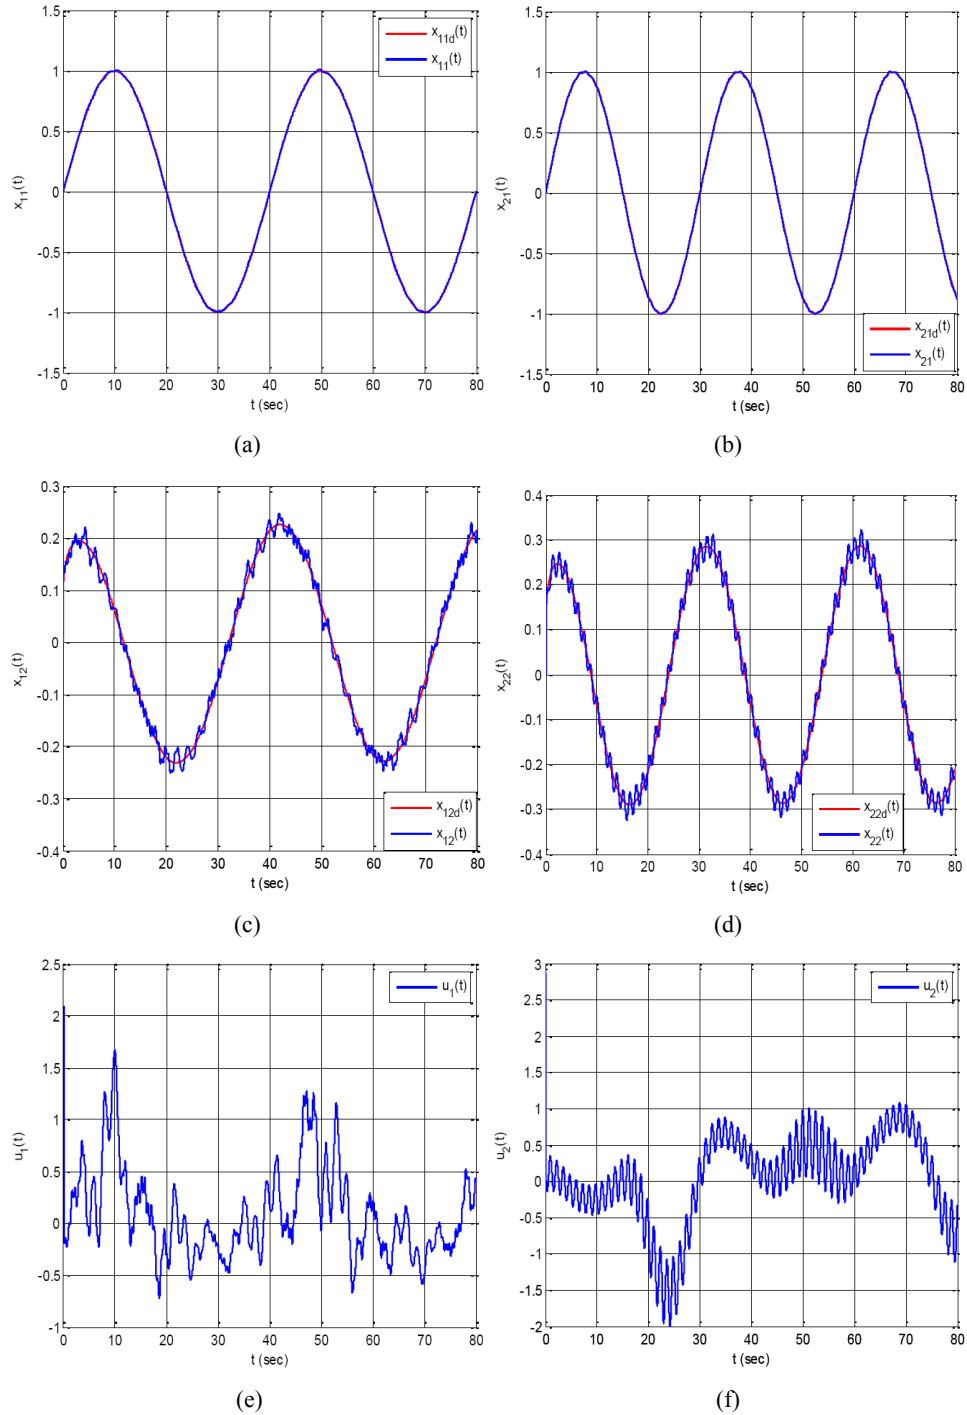 1.5
1
0.5
0
-0.5
-1
-1.5
x11(t)
x11d(t)
x11(t)
0 10 20 30 40 50 60 70 80
t (sec)
(a)
1.5
1
0.5
0
-0.5
-1
-1.5
x21(t)
x21d(t)
x21(t)
0 10 20 30 40 50 60 70 80
t (sec)
(b)
0.3
0.2
0.1
0
-0.1
-0.2
-0.3
-0.4
x12(t)
x12d(t)
x12(t)
0 10 20 30 40 50 60 70 80
t (sec)
(c)
0.4
0.3
0.2
0.1
0
-0.1
-0.2
-0.3
-0.4
x22(t)
x22d(t)
x22(t)
0 10 20 30 40 50 60 70 80
t (sec)
(d)
2.5
2
1.5
1
0.5
0
-0.5
-1
u1(t)
u1(t)
0 10 20 30 40 50 60 70 80
t (sec)
(e)
3
2.5
2
1.5
1
0.5
0
-0.5
-1
-1.5
-2
u2(t)
u2(t)
0 10 20 30 40 50 60 70 80
t (sec)
(f)